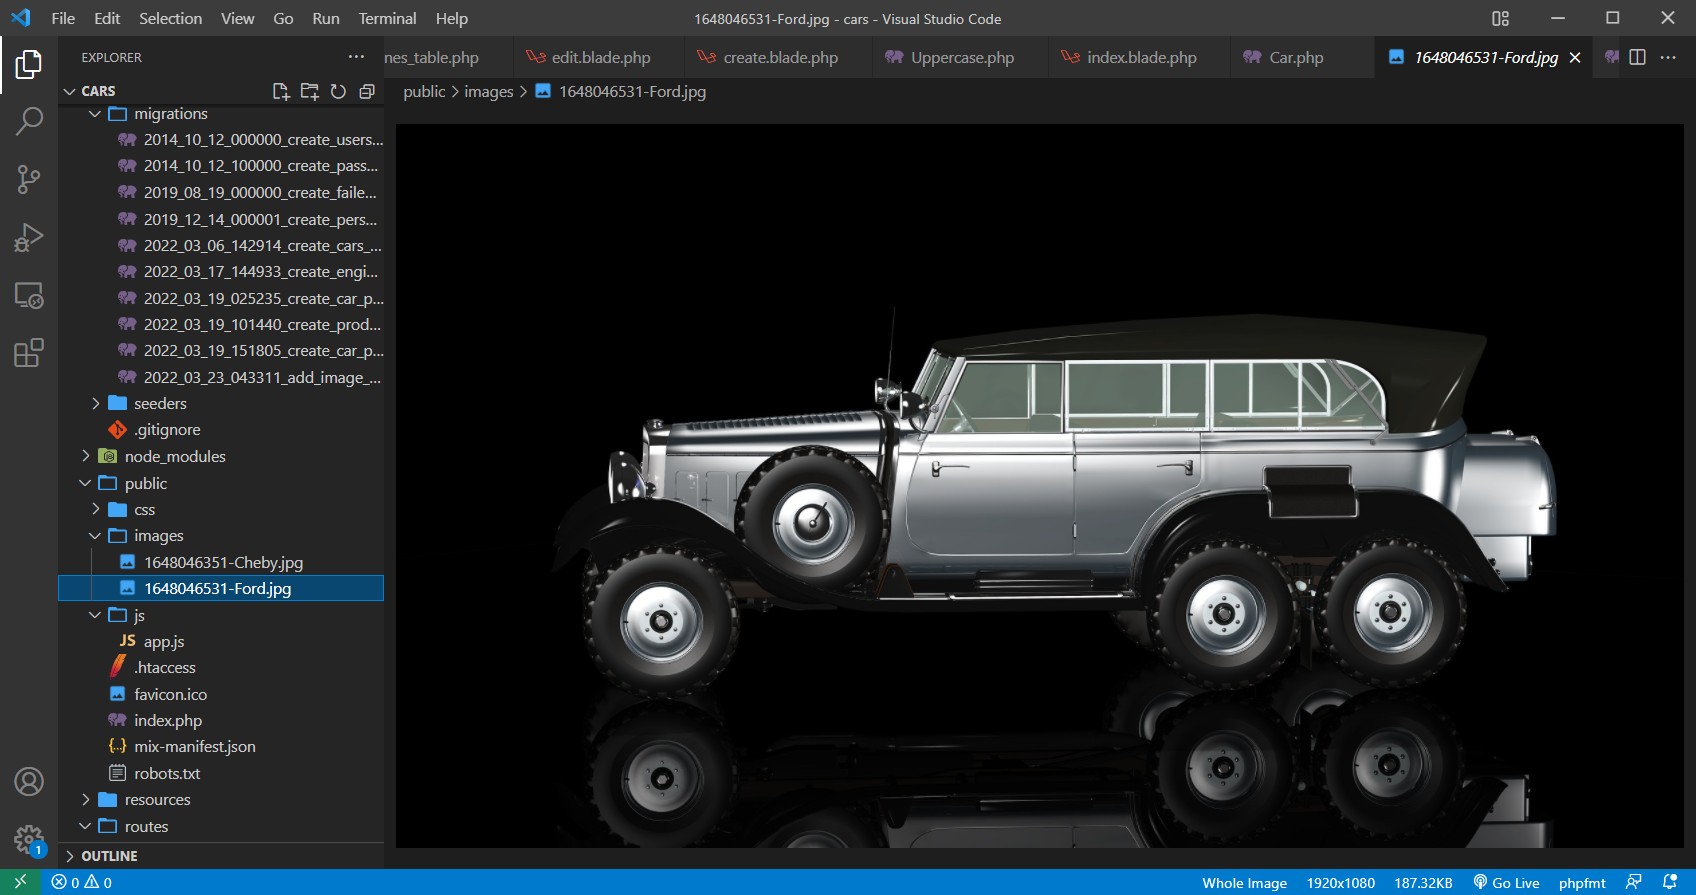 File Edit Selection View Go Run Terminal Help
1648046531-Ford.jpg - cars - Visual Studio Code
EXPLORER
nes_table.php
edit.blade.php
create.blade.php
Uppercase.php
index.blade.php
Car.php
1648046531-Ford.jpg
public > images > 1648046531-Ford.jpg
CARS
migrations
2014_10_12_000000_create_users...
2014_10_12_100000_create_pass...
2019_08_19_000000_create_faile...
2019_12_14_000001_create_pers...
2022_03_06_142914_create_cars_...
2022_03_17_144933_create_engi...
2022_03_19_025235_create_car_p...
2022_03_19_101440_create_prod...
2022_03_19_151805_create_car_p...
2022_03_23_043311_add_image_...
seeders
.gitignore
node_modules
public
css
images
1648046351-Cheby.jpg
1648046531-Ford.jpg
js
JS app.js
.htaccess
favicon.ico
index.php
mix-manifest.json
robots.txt
resources
routes
OUTLINE
1
0 0
Whole Image 1920x1080 187.32KB Go Live phpfmt